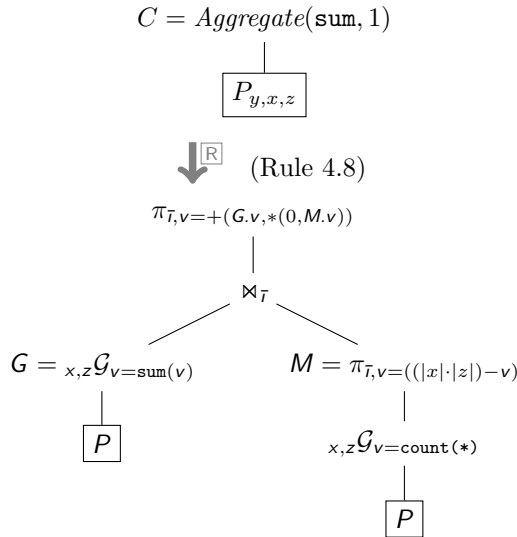 C = Aggregate(sum, 1)
P_{y,x,z}
R (Rule 4.8)
π_{ī,v=+(G.v,*(0,M.v))}
⋈_{ī}
G = _{x,z}𝒢_{v=sum(v)} M = π_{ī,v=((|x|·|z|)−v)}
P _{x,z}𝒢_{v=count(*)}
P